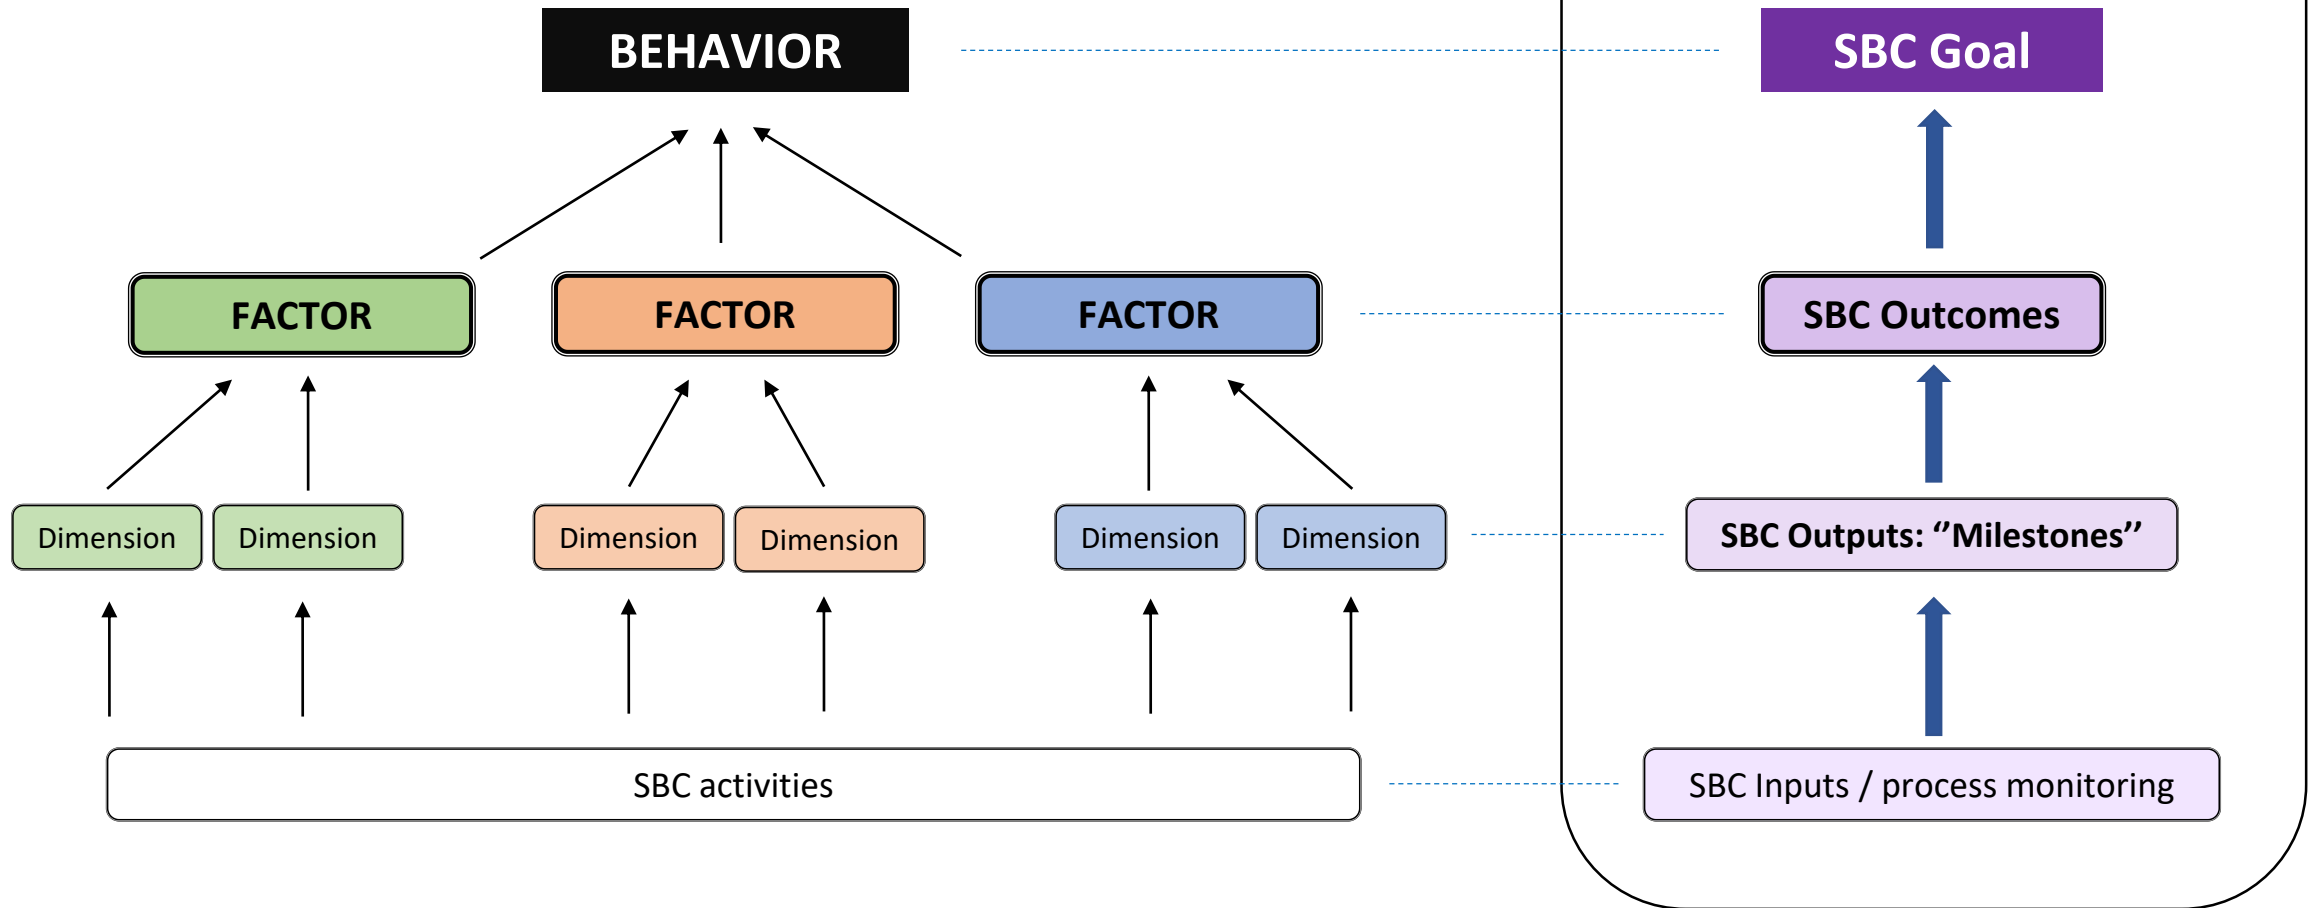 BEHAVIOR
SBC Goal
FACTOR
FACTOR
FACTOR
SBC Outcomes
Dimension
Dimension
Dimension
Dimension
Dimension
Dimension
SBC Outputs: ‘’Milestones’’
SBC activities
SBC Inputs / process monitoring